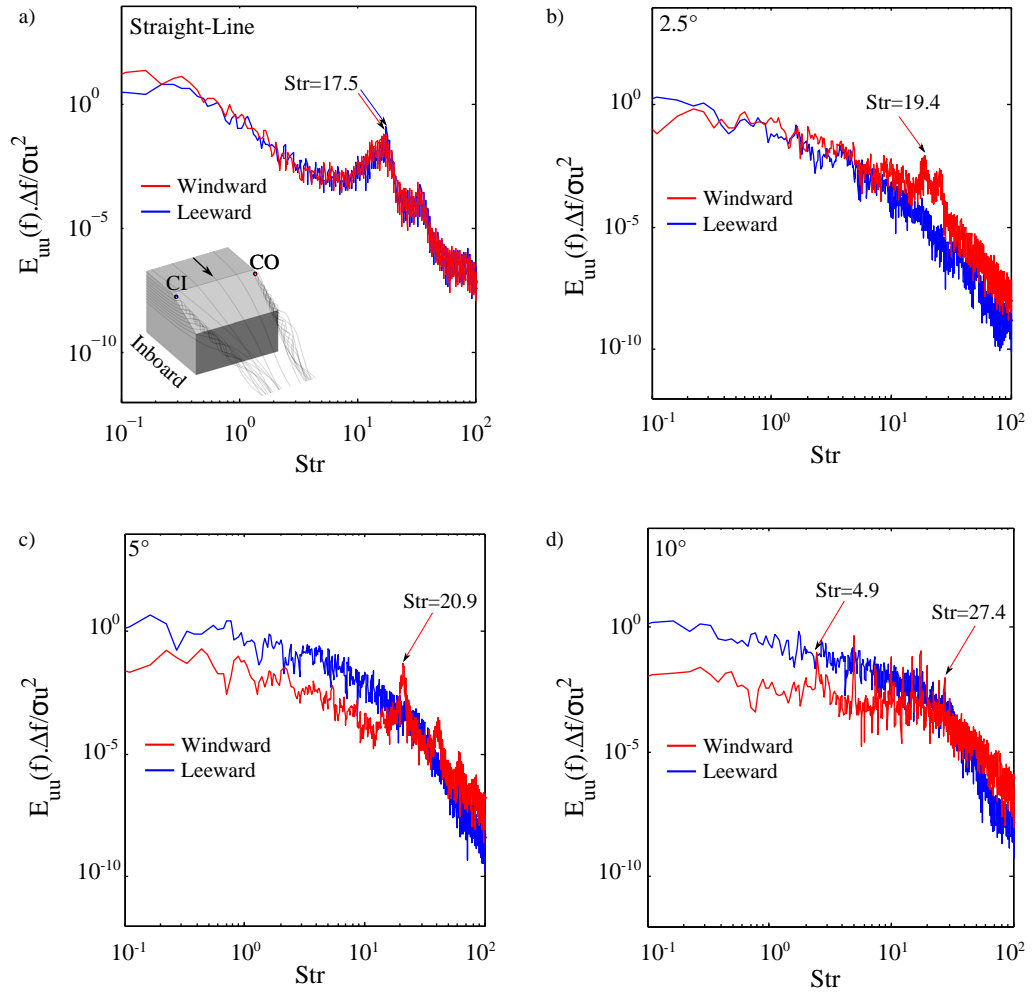 a)
Straight-Line
Str=17.5
10^0
10^-5
10^-10
E_uu(f).Δf/σu^2
Windward
Leeward
CO
CI
Inboard
10^-1
10^0
10^1
10^2
Str
b)
2.5°
Str=19.4
10^0
10^-5
10^-10
E_uu(f).Δf/σu^2
Windward
Leeward
10^-1
10^0
10^1
10^2
Str
c)
5°
Str=20.9
10^0
10^-5
10^-10
E_uu(f).Δf/σu^2
Windward
Leeward
10^-1
10^0
10^1
10^2
Str
d)
10°
Str=4.9
Str=27.4
10^0
10^-5
10^-10
E_uu(f).Δf/σu^2
Windward
Leeward
10^-1
10^0
10^1
10^2
Str